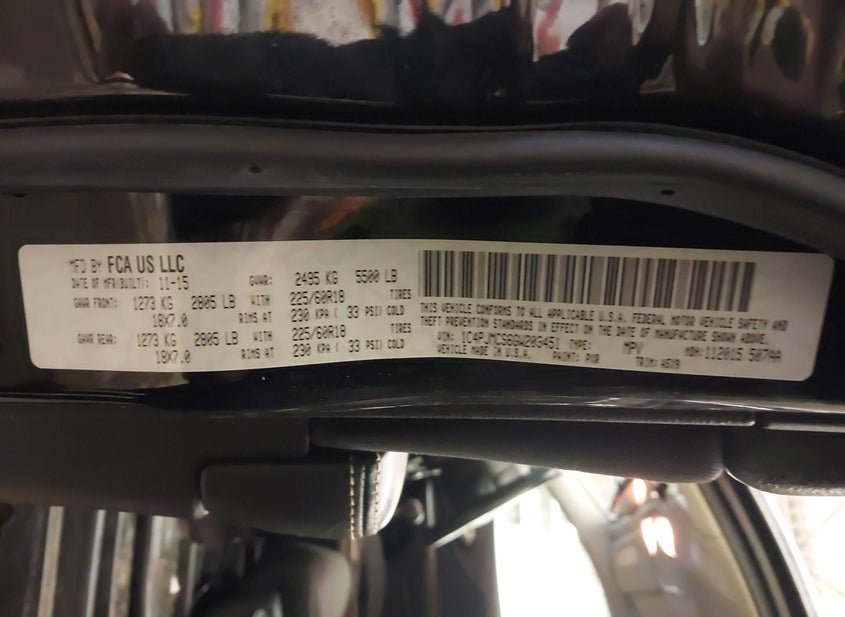 MFD BY FCA US LLC
DATE OF MFR(BUILT): 11-15 GVWR: 2495 KG 5500 LB
GAWR FRONT: 1273 KG 2805 LB WITH 225/60R18 TIRES
18X7.0 RIMS AT 230 KPA ( 33 PSI) COLD
GAWR REAR: 1273 KG 2805 LB WITH 225/60R18 TIRES
18X7.0 RIMS AT 230 KPA ( 33 PSI) COLD
THIS VEHICLE CONFORMS TO ALL APPLICABLE U.S.A. FEDERAL MOTOR VEHICLE SAFETY AND
THEFT PREVENTION STANDARDS IN EFFECT ON THE DATE OF MANUFACTURE SHOWN ABOVE.
VIN: TYPE: MPV MDH: 112015
MADE IN U.S.A. PAINT: PXR TRIM: